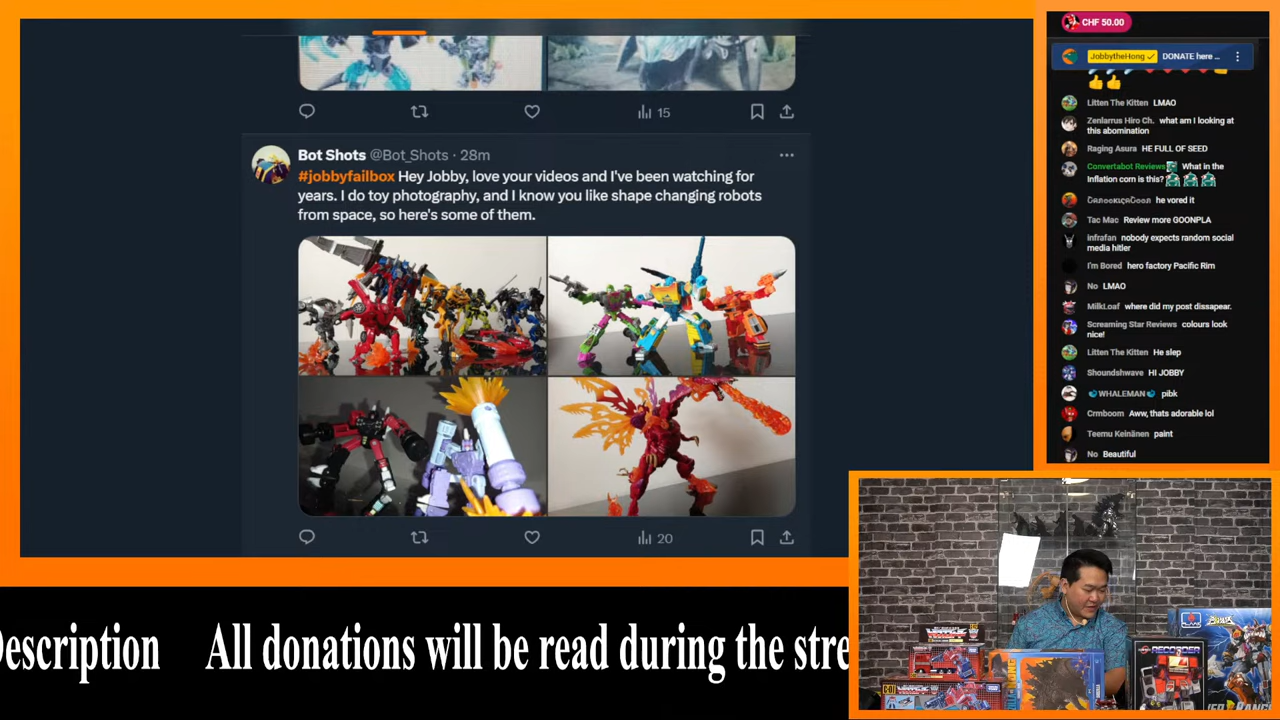 15
Bot Shots @Bot_Shots · 28m
#jobbyfailbox Hey Jobby, love your videos and I've been watching for
years. I do toy photography, and I know you like shape changing robots
from space, so here's some of them.
20
CHF 50.00
JobbytheHong DONATE here ...
Litten The Kitten LMAO
Zenlarrus Hiro Ch. what am I looking at
this abomination
Raging Asura HE FULL OF SEED
Convertabot Reviews What in the
Inflation corn is this?
he vored it
Tac Mac Review more GOONPLA
infrafan nobody expects random social
media hitler
I'm Bored hero factory Pacific Rim
No LMAO
MilkLoaf where did my post dissapear.
Screaming Star Reviews colours look
nice!
Litten The Kitten He slep
Shoundshwave HI JOBBY
WHALEMAN pibk
Crmboom Aww, thats adorable lol
Teemu Keinänen paint
No Beautiful
Description All donations will be read during the stre
RECORDER